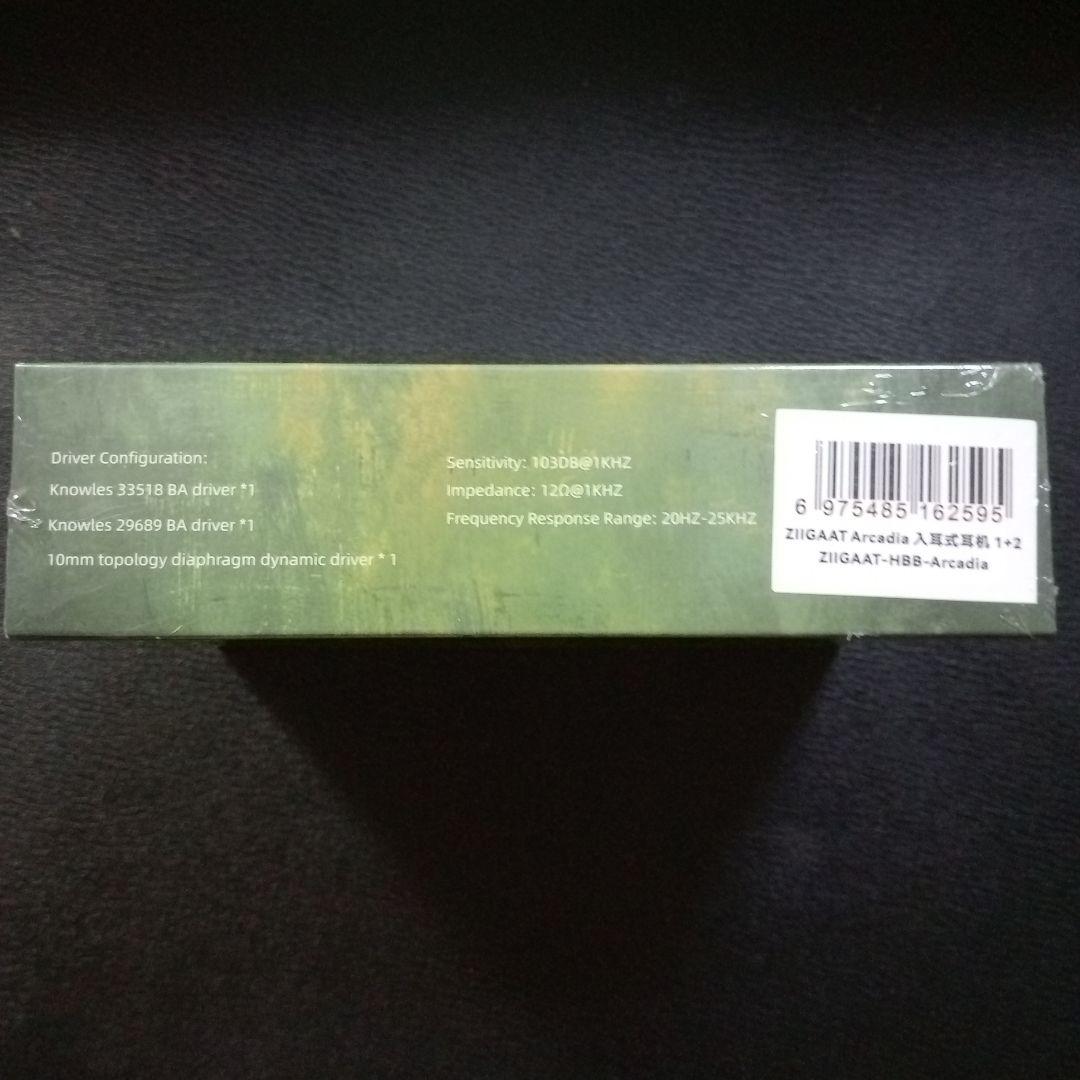 Driver Configuration:
Knowles 33518 BA driver *1
Knowles 29689 BA driver *1
10mm topology diaphragm dynamic driver * 1
Sensitivity: 103DB@1KHZ
Impedance: 12Ω@1KHZ
Frequency Response Range: 20HZ-25KHZ
6 975485 162595
ZIIGAAT Arcadia 入耳式耳机 1+2
ZIIGAAT-HBB-Arcadia